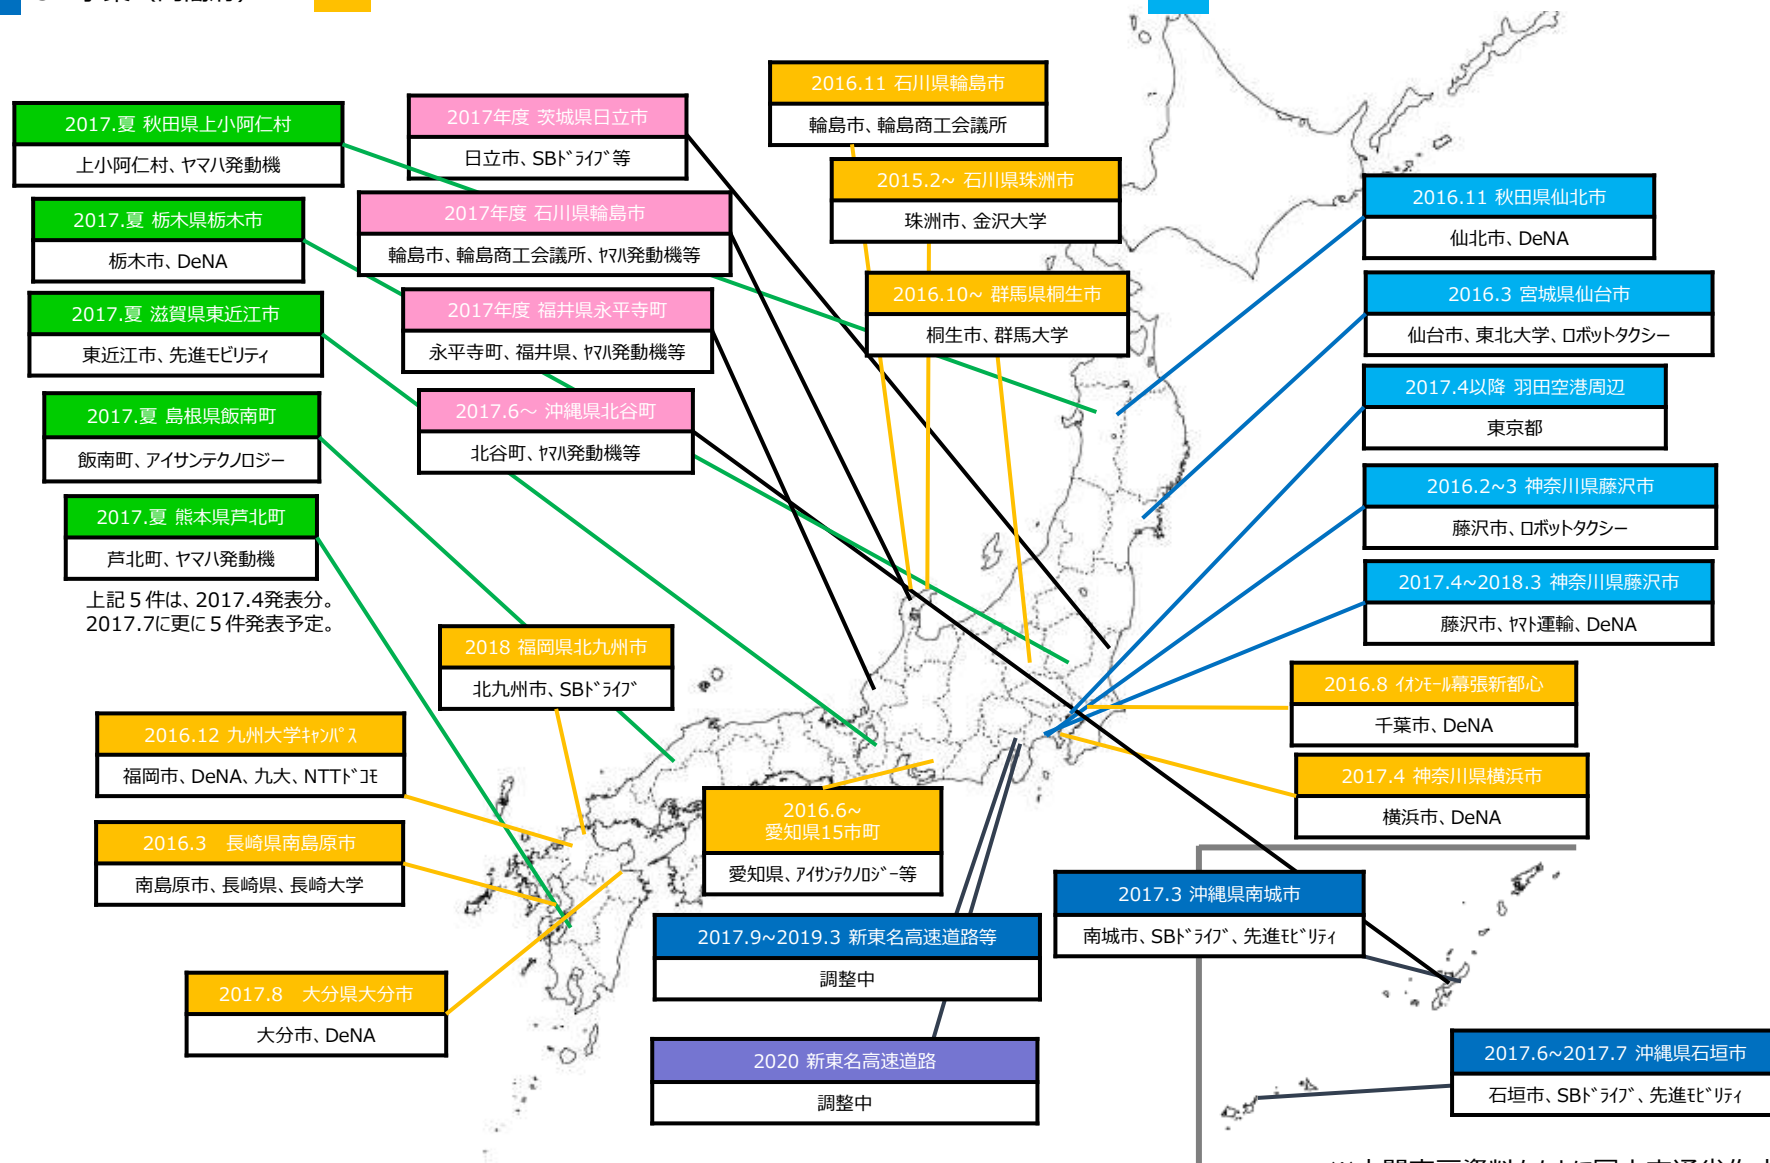 2017.夏 秋田県上小阿仁村
上小阿仁村、ヤマハ発動機
2017.夏 栃木県栃木市
栃木市、DeNA
2017.夏 滋賀県東近江市
東近江市、先進モビリティ
2017.夏 島根県飯南町
飯南町、アイサンテクノロジー
2017.夏 熊本県芦北町
芦北町、ヤマハ発動機
上記5件は、2017.4発表分。
2017.7に更に5件発表予定。
2017年度 茨城県日立市
日立市、SBﾄﾞﾗｲﾌﾞ等
2017年度 石川県輪島市
輪島市、輪島商工会議所、ﾔﾏﾊ発動機等
2017年度 福井県永平寺町
永平寺町、福井県、ﾔﾏﾊ発動機等
2017.6～ 沖縄県北谷町
北谷町、ﾔﾏﾊ発動機等
2016.11 石川県輪島市
輪島市、輪島商工会議所
2015.2~ 石川県珠洲市
珠洲市、金沢大学
2016.10~ 群馬県桐生市
桐生市、群馬大学
2016.11 秋田県仙北市
仙北市、DeNA
2016.3 宮城県仙台市
仙台市、東北大学、ロボットタクシー
2017.4以降 羽田空港周辺
東京都
2016.2~3 神奈川県藤沢市
藤沢市、ロボットタクシー
2017.4~2018.3 神奈川県藤沢市
藤沢市、ﾔﾏﾄ運輸、DeNA
2016.8 ｲｵﾝﾓｰﾙ幕張新都心
千葉市、DeNA
2017.4 神奈川県横浜市
横浜市、DeNA
2018 福岡県北九州市
北九州市、SBﾄﾞﾗｲﾌﾞ
2016.12 九州大学ｷｬﾝﾊﾟｽ
福岡市、DeNA、九大、NTTﾄﾞｺﾓ
2016.3　長崎県南島原市
南島原市、長崎県、長崎大学
2017.8　大分県大分市
大分市、DeNA
2016.6~
愛知県15市町
愛知県、ｱｲｻﾝﾃｸﾉﾛｼﾞｰ等
2017.9~2019.3 新東名高速道路等
調整中
2020 新東名高速道路
調整中
2017.3 沖縄県南城市
南城市、SBﾄﾞﾗｲﾌﾞ、先進ﾓﾋﾞﾘﾃｨ
2017.6~2017.7 沖縄県石垣市
石垣市、SBﾄﾞﾗｲﾌﾞ、先進ﾓﾋﾞﾘﾃｨ